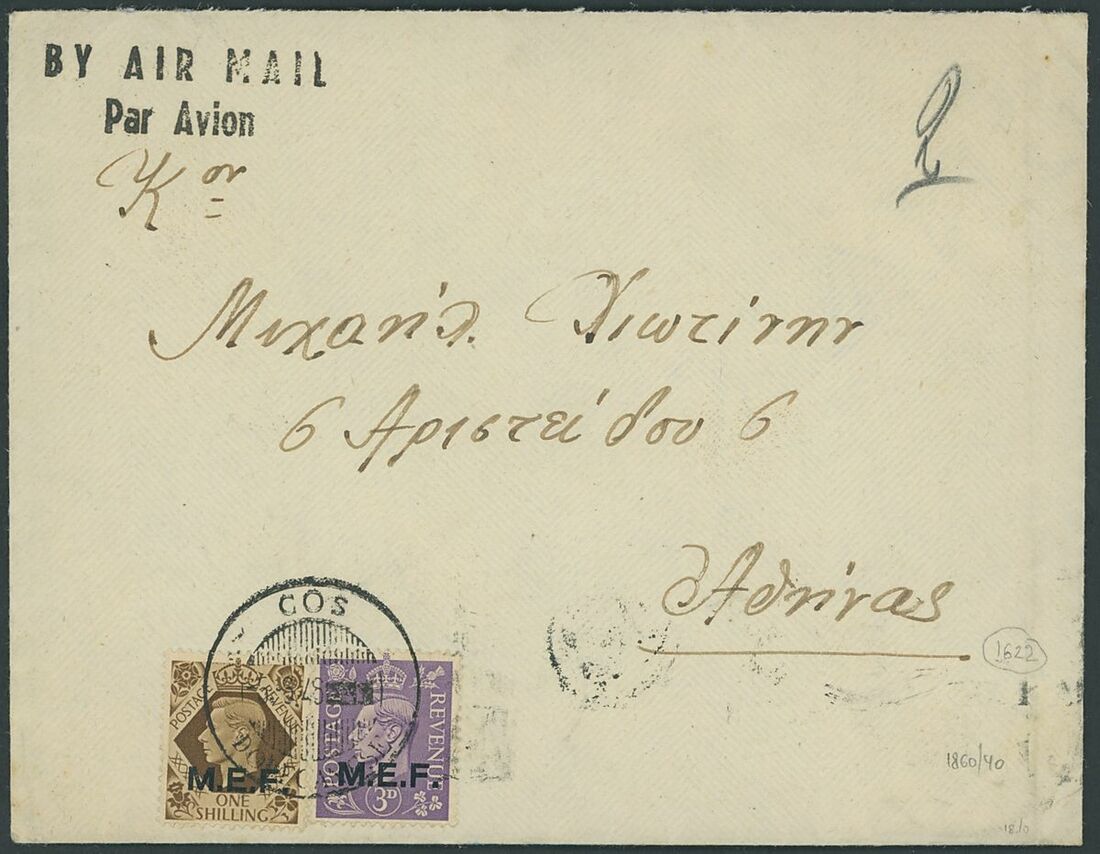 BY AIR MAIL
Par Avion
Κον
Μιχαήλ Χιωτίνην
6 Αριστείδου 6
Αθήνας
COS
POSTAGE REVENUE
M.E.F.
ONE
SHILLING
POSTAGE REVENUE
M.E.F.
3D
1622
1860/40